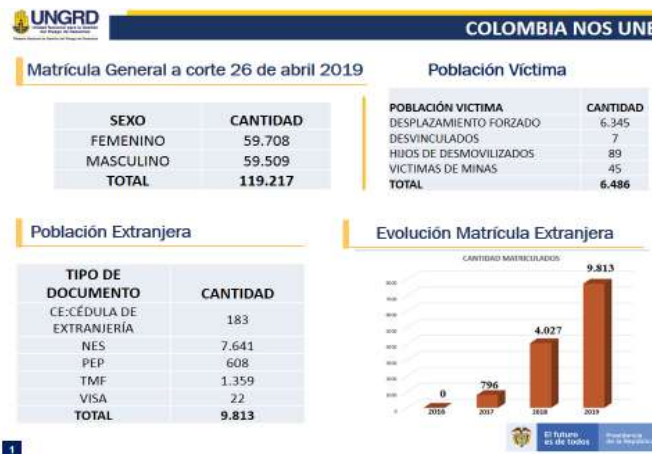 UNGRD
COLOMBIA NOS UNE
Matrícula General a corte 26 de abril 2019
SEXO CANTIDAD
FEMENINO 59.708
MASCULINO 59.509
TOTAL 119.217
Población Víctima
POBLACIÓN VICTIMA CANTIDAD
DESPLAZAMIENTO FORZADO 6.345
DESVINCULADOS 7
HIJOS DE DESMOVILIZADOS 89
VICTIMAS DE MINAS 45
TOTAL 6.486
Población Extranjera
TIPO DE
DOCUMENTO CANTIDAD
CE:CÉDULA DE
EXTRANJERÍA 183
NES 7.641
PEP 608
TMF 1.359
VISA 22
TOTAL 9.813
Evolución Matrícula Extranjera
CANTIDAD MATRICULADOS
9.813
4.027
796
0
2016 2017 2018 2019
El futuro
es de todos
Presidencia
de la República
1